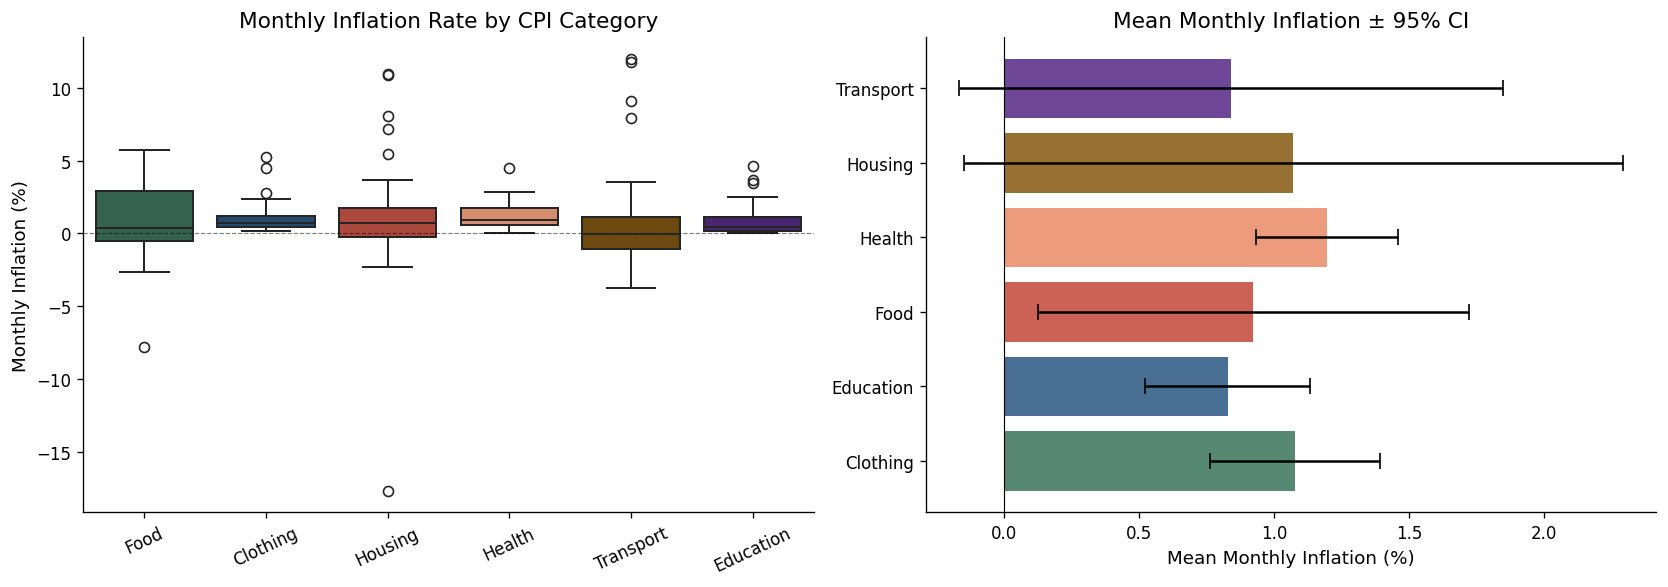 Monthly Inflation Rate by CPI Category
Monthly Inflation (%)
10
5
0
−5
−10
−15
Food
Clothing
Housing
Health
Transport
Education
Mean Monthly Inflation ± 95% CI
Transport
Housing
Health
Food
Education
Clothing
0.0
0.5
1.0
1.5
2.0
Mean Monthly Inflation (%)